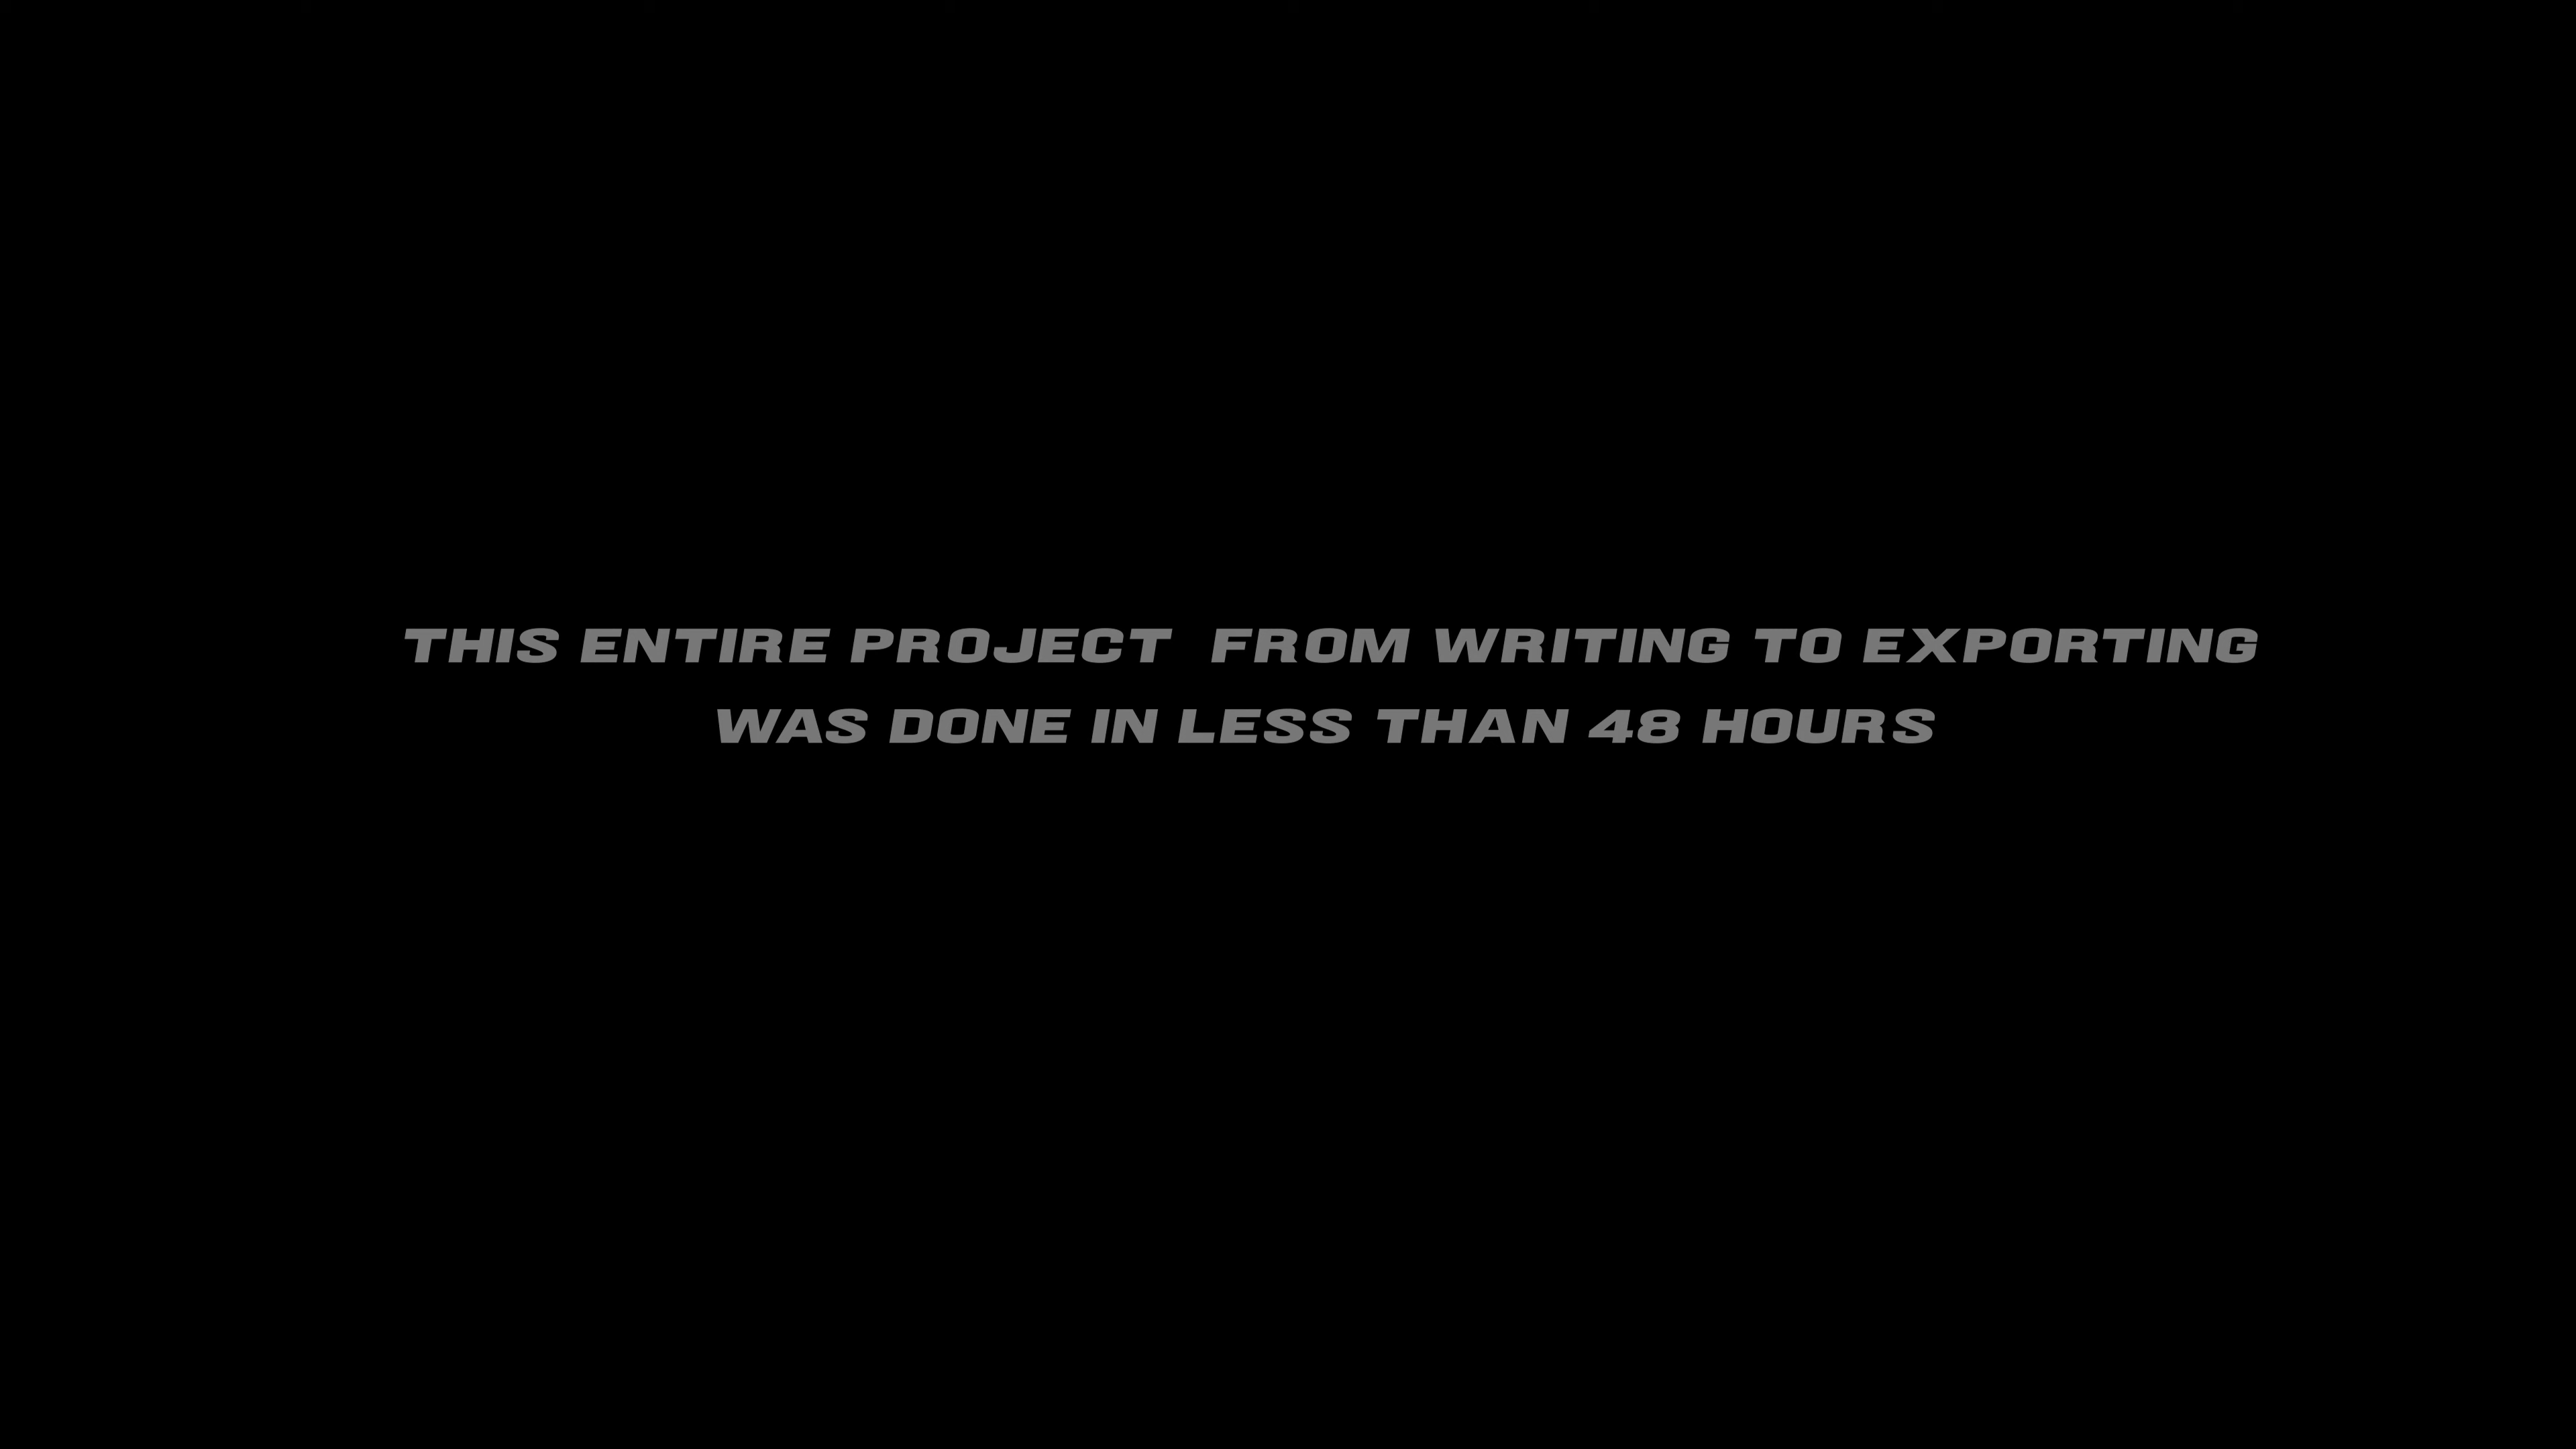 THIS ENTIRE PROJECT  FROM WRITING TO EXPORTING
WAS DONE IN LESS THAN 48 HOURS